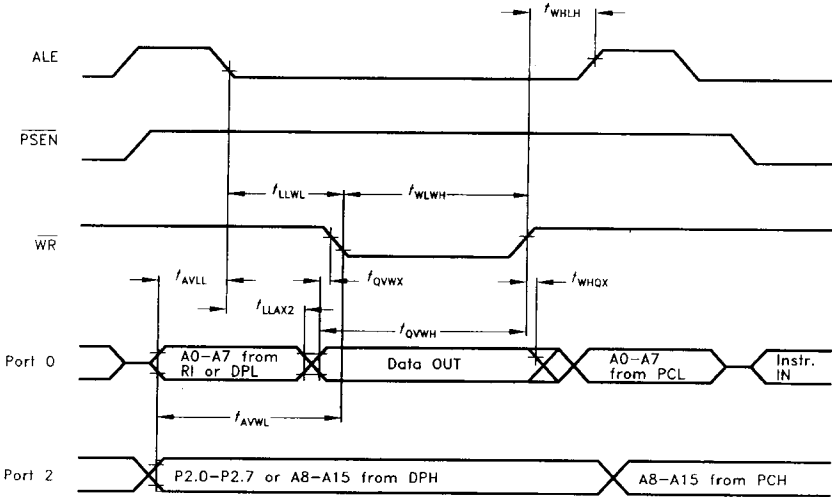 tWHLH
ALE
PSEN
tLLWL
tWLWH
WR
tAVLL
tQVWX
tWHQX
tLLAX2
tQVWH
Port 0
A0-A7 from
RI or DPL
Data OUT
A0-A7
from PCL
Instr.
IN
tAVWL
Port 2
P2.0-P2.7 or A8-A15 from DPH
A8-A15 from PCH